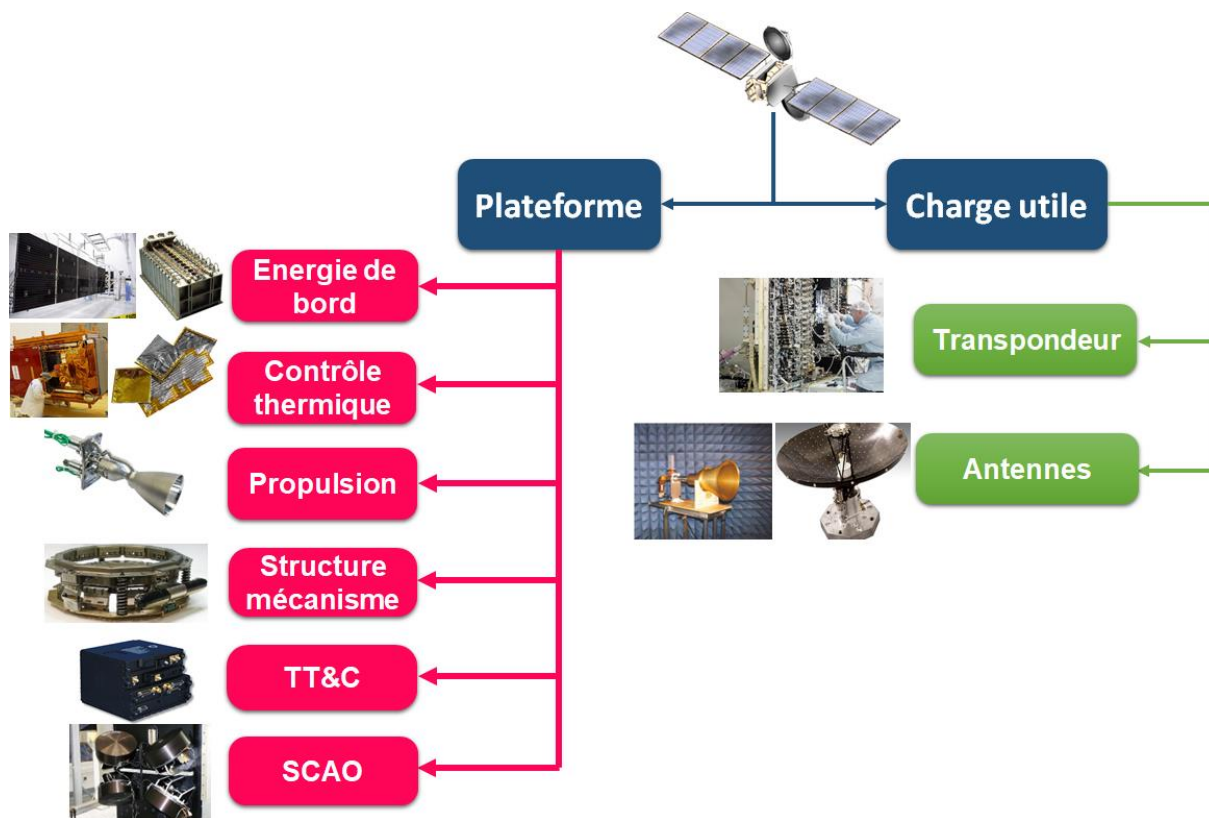 Plateforme
Charge utile
Energie de
bord
Contrôle
thermique
Propulsion
Structure
mécanisme
TT&C
SCAO
Transpondeur
Antennes